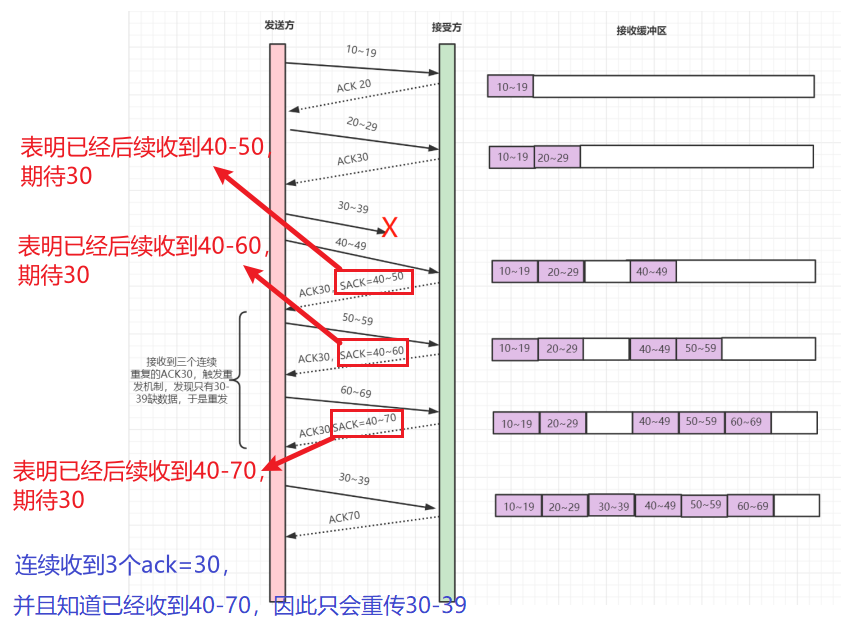 发送方
接受方
接收缓冲区
10~19
10~19
ACK 20
20~29
10~19
20~29
ACK30
表明已经后续收到40-50，
期待30
30~39
X
40~49
表明已经后续收到40-60，
期待30
ACK30，SACK=40~50
10~19
20~29
40~49
50~59
ACK30，SACK=40~60
10~19
20~29
40~49
50~59
接收到三个连续
重复的ACK30，触发重
发机制，发现只有30-
39缺数据，于是重发
60~69
ACK30 SACK=40~70
10~19
20~29
40~49
50~59
60~69
表明已经后续收到40-70，
期待30
30~39
10~19
20~29
30~39
40~49
50~59
60~69
ACK70
连续收到3个ack=30，
并且知道已经收到40-70，因此只会重传30-39